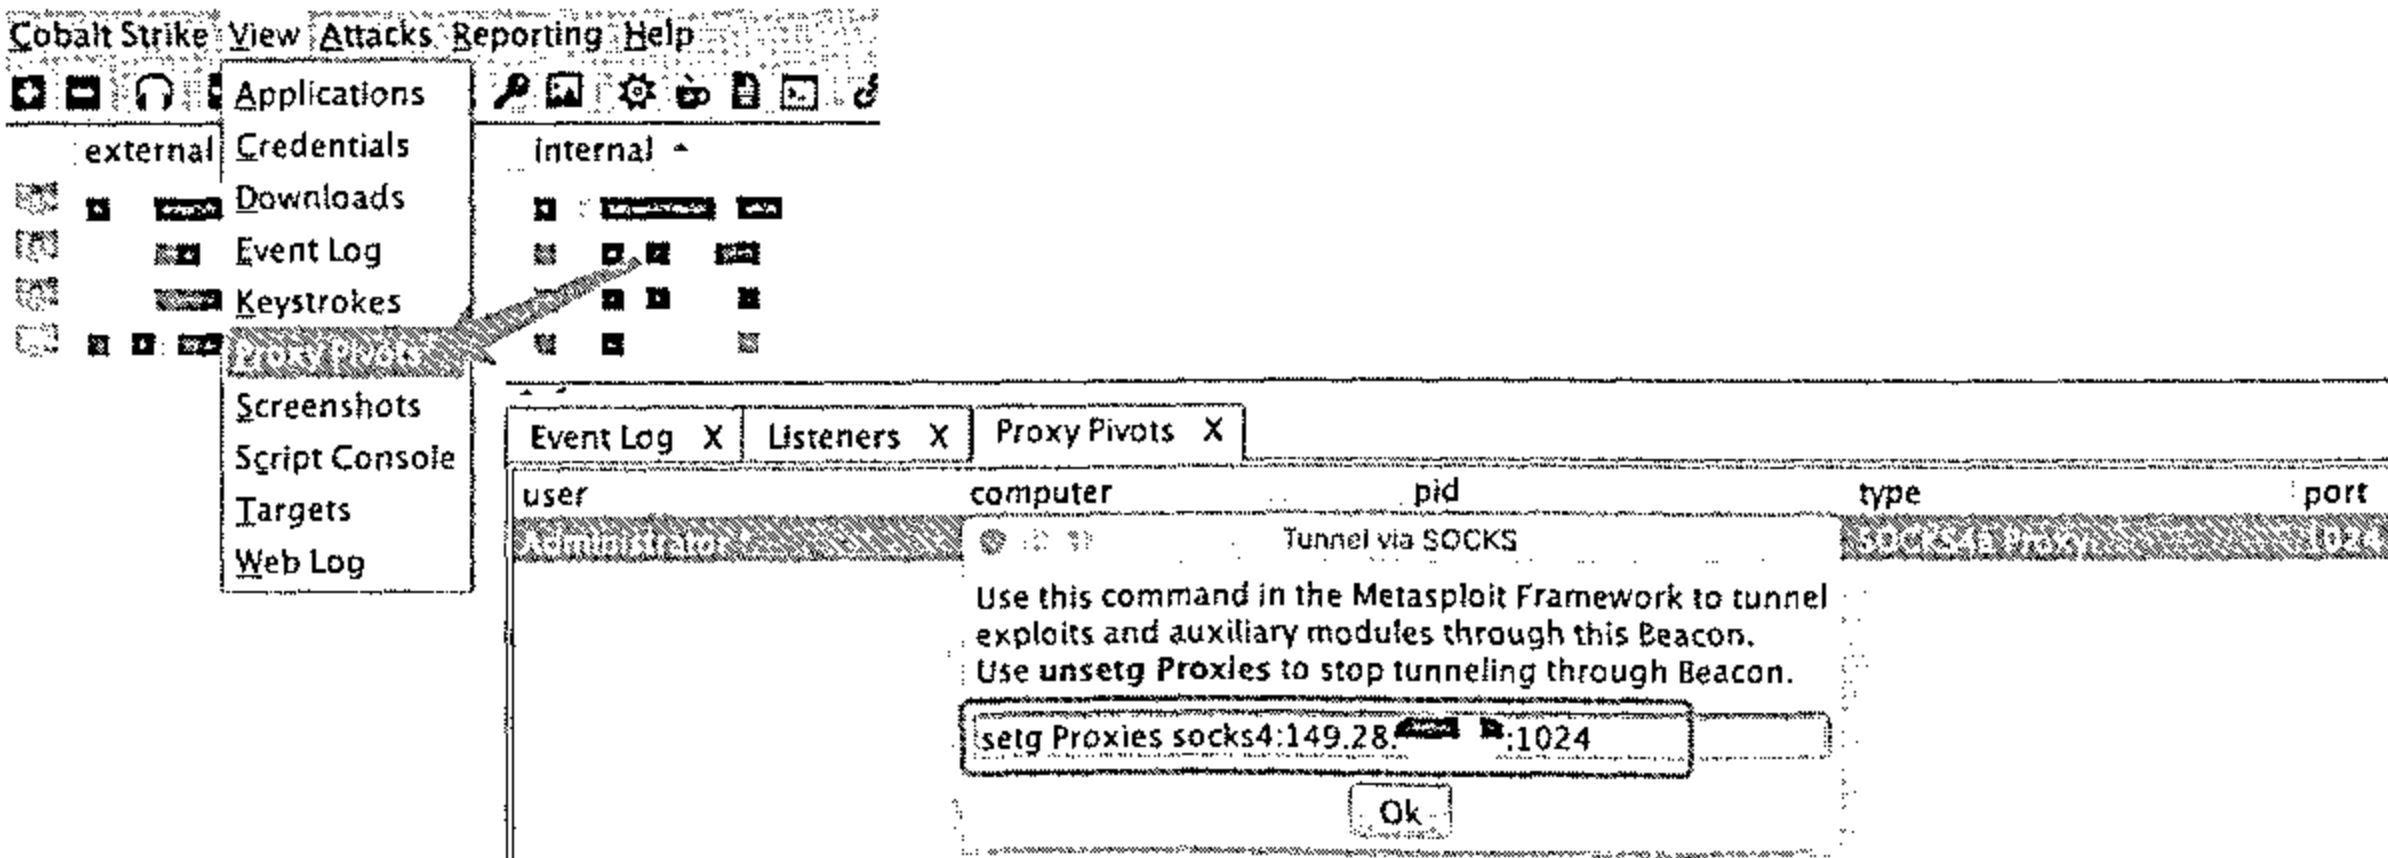 Cobalt Strike View Attacks Reporting Help
Applications
external
Credentials
internal
Downloads
Event Log
Keystrokes
Proxy Pivots
Screenshots
Script Console
Targets
Web Log
Event Log X Listeners X Proxy Pivots X
user computer pid type port
Administrator SOCKS4a Proxy 1024
Tunnel via SOCKS
Use this command in the Metasploit Framework to tunnel
exploits and auxiliary modules through this Beacon.
Use unsetg Proxies to stop tunneling through Beacon.
setg Proxies socks4:149.28. :1024
Ok